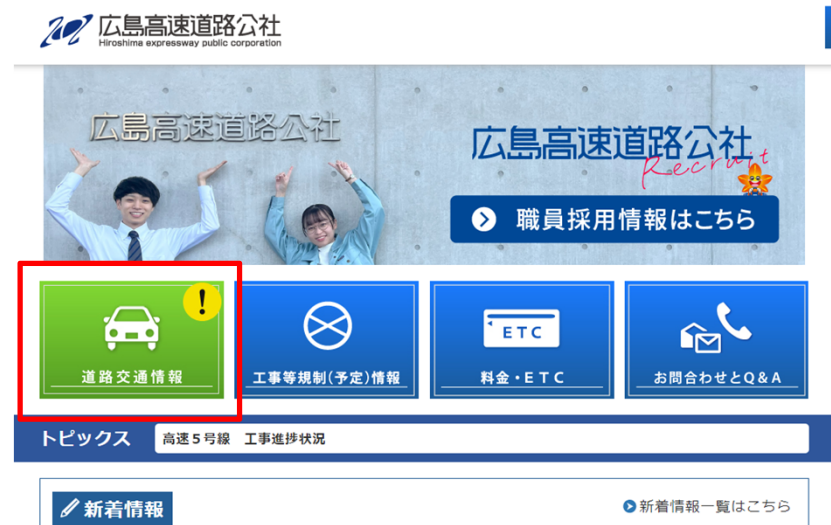 広島高速道路公社
Hiroshima expressway public corporation
広島高速道路公社
広島高速道路公社
Recruit
職員採用情報はこちら
!
道路交通情報
工事等規制(予定)情報
ETC
料金・ETC
お問合わせとQ&A
トピックス
高速5号線 工事進捗状況
新着情報
新着情報一覧はこちら